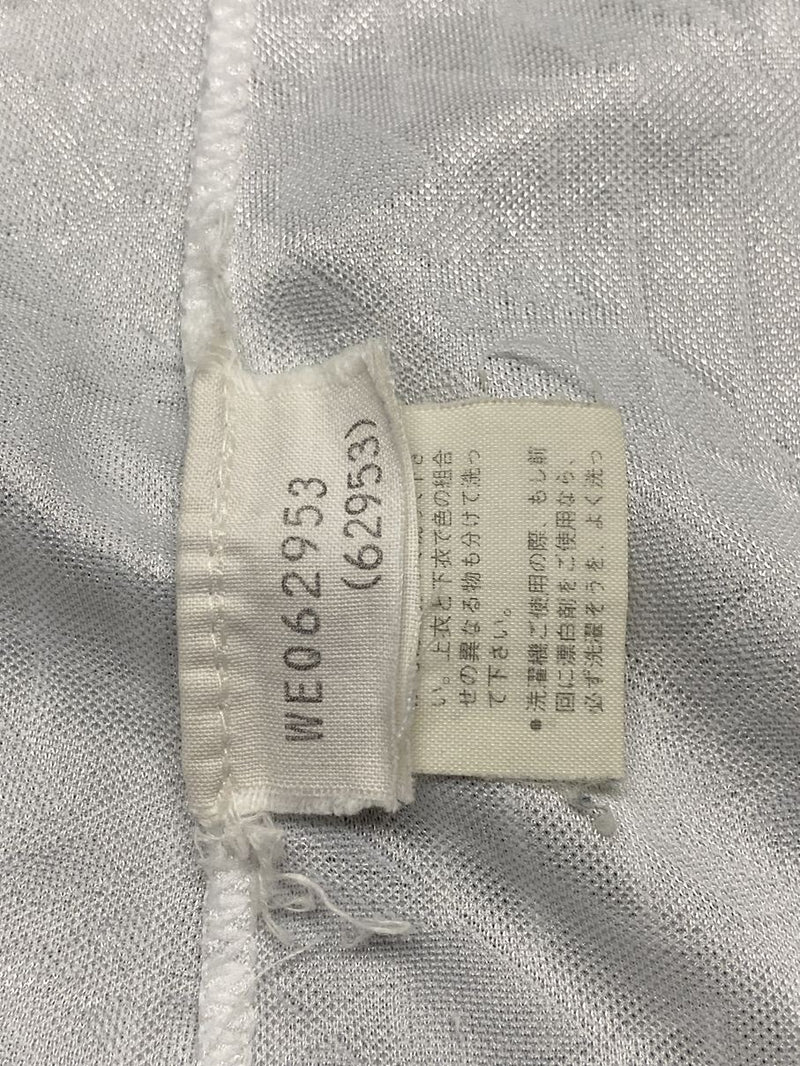 WE062953
(62953)
い。上衣と下衣で色の組合
せの異なる物も分けて洗っ
て下さい。
●洗濯機ご使用の際、もし前
回に漂白剤をご使用なら、
必ず洗濯そうを、よく洗っ